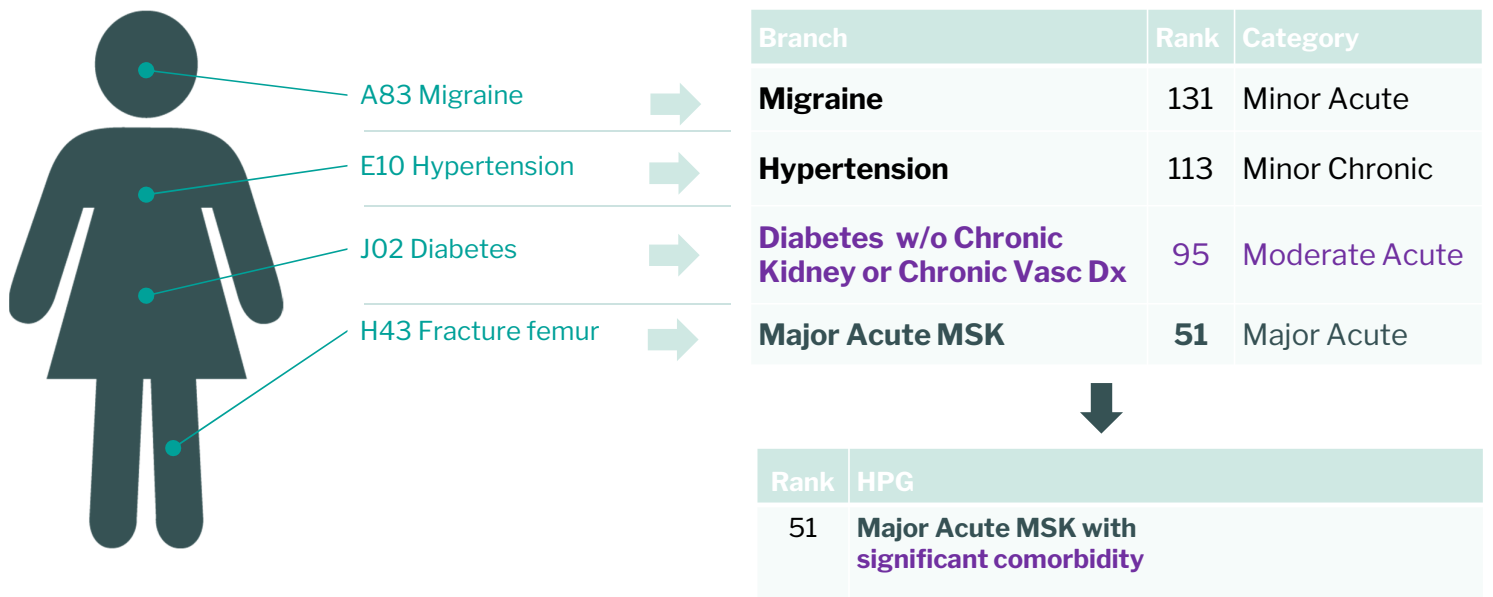 A83 Migraine
E10 Hypertension
J02 Diabetes
H43 Fracture femur
Branch Rank Category
Migraine 131 Minor Acute
Hypertension 113 Minor Chronic
Diabetes w/o Chronic
Kidney or Chronic Vasc Dx 95 Moderate Acute
Major Acute MSK 51 Major Acute
Rank HPG
51 Major Acute MSK with
significant comorbidity